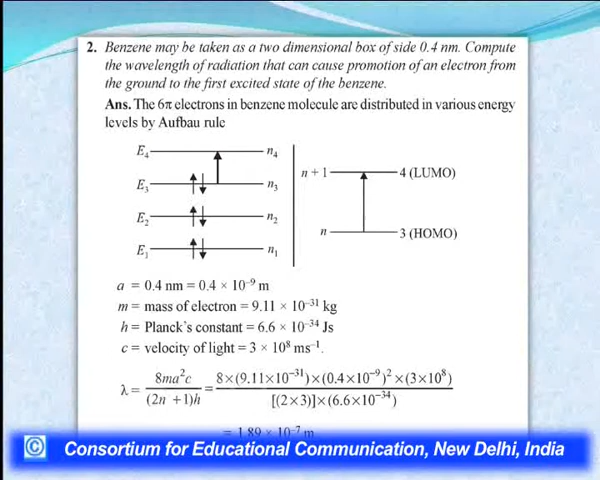 2. Benzene may be taken as a two dimensional box of side 0.4 nm. Compute
the wavelength of radiation that can cause promotion of an electron from
the ground to the first excited state of the benzene.
Ans. The 6π electrons in benzene molecule are distributed in various energy
levels by Aufbau rule
E₄ n₄
E₃ n₃
E₂ n₂
E₁ n₁
n + 1 4 (LUMO)
n 3 (HOMO)
a = 0.4 nm = 0.4 × 10⁻⁹ m
m = mass of electron = 9.11 × 10⁻³¹ kg
h = Planck's constant = 6.6 × 10⁻³⁴ Js
c = velocity of light = 3 × 10⁸ ms⁻¹.
λ = 8ma²c / (2n + 1)h = 8×(9.11×10⁻³¹)×(0.4×10⁻⁹)²×(3×10⁸) / [(2×3)]×(6.6×10⁻³⁴)
= 1.89 × 10⁻⁷ m
© Consortium for Educational Communication, New Delhi, India